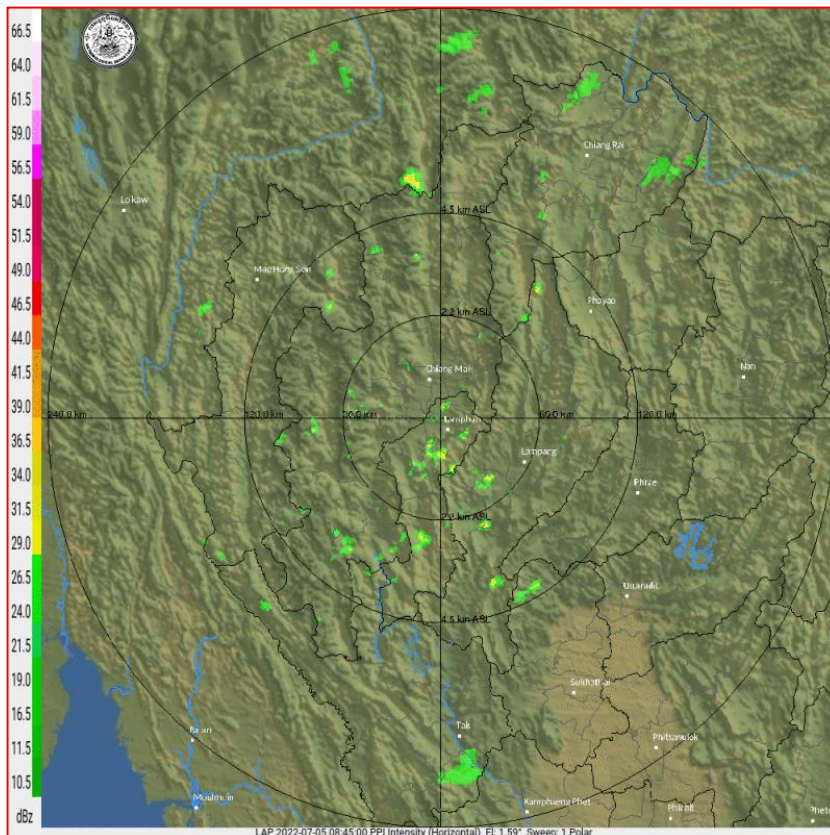 66.5
64.0
61.5
59.0
56.5
54.0
51.5
49.0
46.5
44.0
41.5
39.0
36.5
34.0
31.5
29.0
26.5
24.0
21.5
19.0
16.5
14.0
11.5
10.5
dBz
Chiang Rai
Loikaw
4.5 km ASL
Mae Hong Son
Phayao
2.3 km ASL
Chiang Mai
Nan
240.0 km
120.0 km
60.0 km
120.0 km
Lamphun
Lampang
Phrae
2.2 km ASL
Uttaradit
4.5 km ASL
Sukhothai
Tak
Phitsanulok
Moulmein
Kamphaeng Phet
Phichit
Phet
LAP 2022-07-05 08:45:00 PPI Intensity (Horizontal) El: 1.59° Sweep: 1 Polar